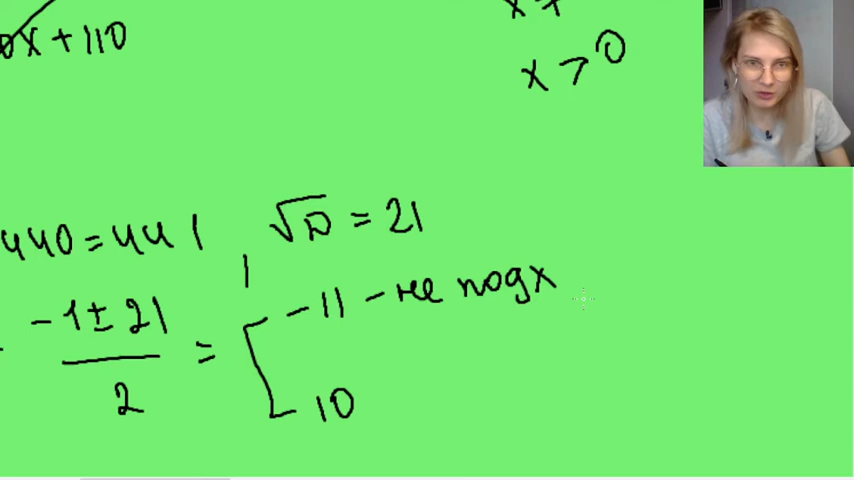 0x + 110
x > 0
440 = 441, √D = 21
-1 ± 21
2
= [ -11 - не подх
10